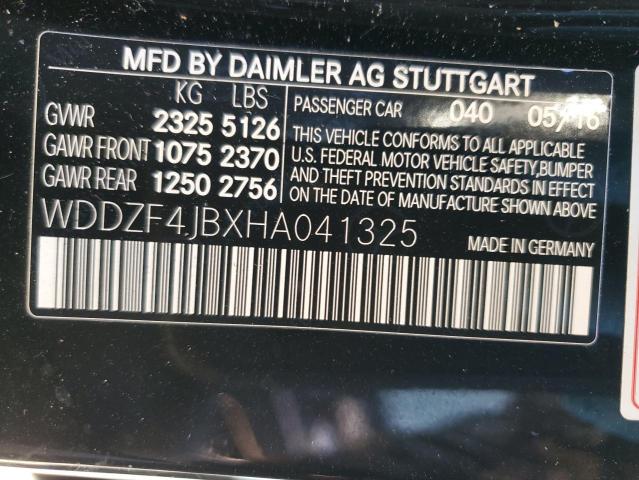 MFD BY DAIMLER AG STUTTGART
KG LBS
GVWR 2325 5126
GAWR FRONT 1075 2370
GAWR REAR 1250 2756
PASSENGER CAR 040 05/16
THIS VEHICLE CONFORMS TO ALL APPLICABLE
U.S. FEDERAL MOTOR VEHICLE SAFETY,BUMPER
AND THEFT PREVENTION STANDARDS IN EFFECT
ON THE DATE OF MANUFACTURE SHOWN ABOVE.
WDDZF4JBXHA041325
MADE IN GERMANY